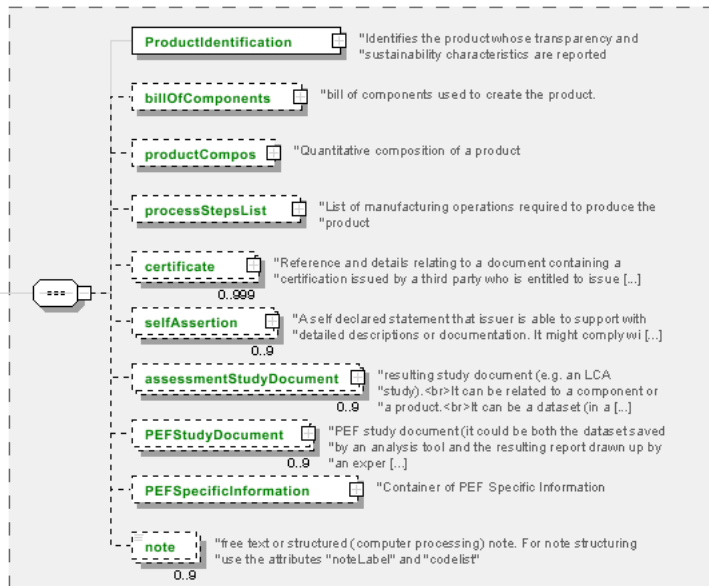 ProductIdentification
"Identifies the product whose transparency and
"sustainability characteristics are reported
billOfComponents
"bill of components used to create the product.
productCompos
"Quantitative composition of a product
processStepsList
"List of manufacturing operations required to produce the
"product
certificate
"Reference and details relating to a document containing a
"certification issued by a third party who is entitled to issue [...]
0..999
selfAssertion
"A self declared statement that issuer is able to support with
"detailed descriptions or documentation. It might comply wi [...]
0..9
assessmentStudyDocument
"resulting study document (e.g. an LCA
"study).<br>It can be related to a component or
"a product.<br>It can be a dataset (in a [...]
0..9
PEFStudyDocument
"PEF study document (it could be both the dataset saved
"by an analysis tool and the resulting report drawn up by
"an exper [...]
0..9
PEFSpecificInformation
"Container of PEF Specific Information
note
"free text or structured (computer processing) note. For note structuring
"use the attributes "noteLabel" and "codelist"
0..9